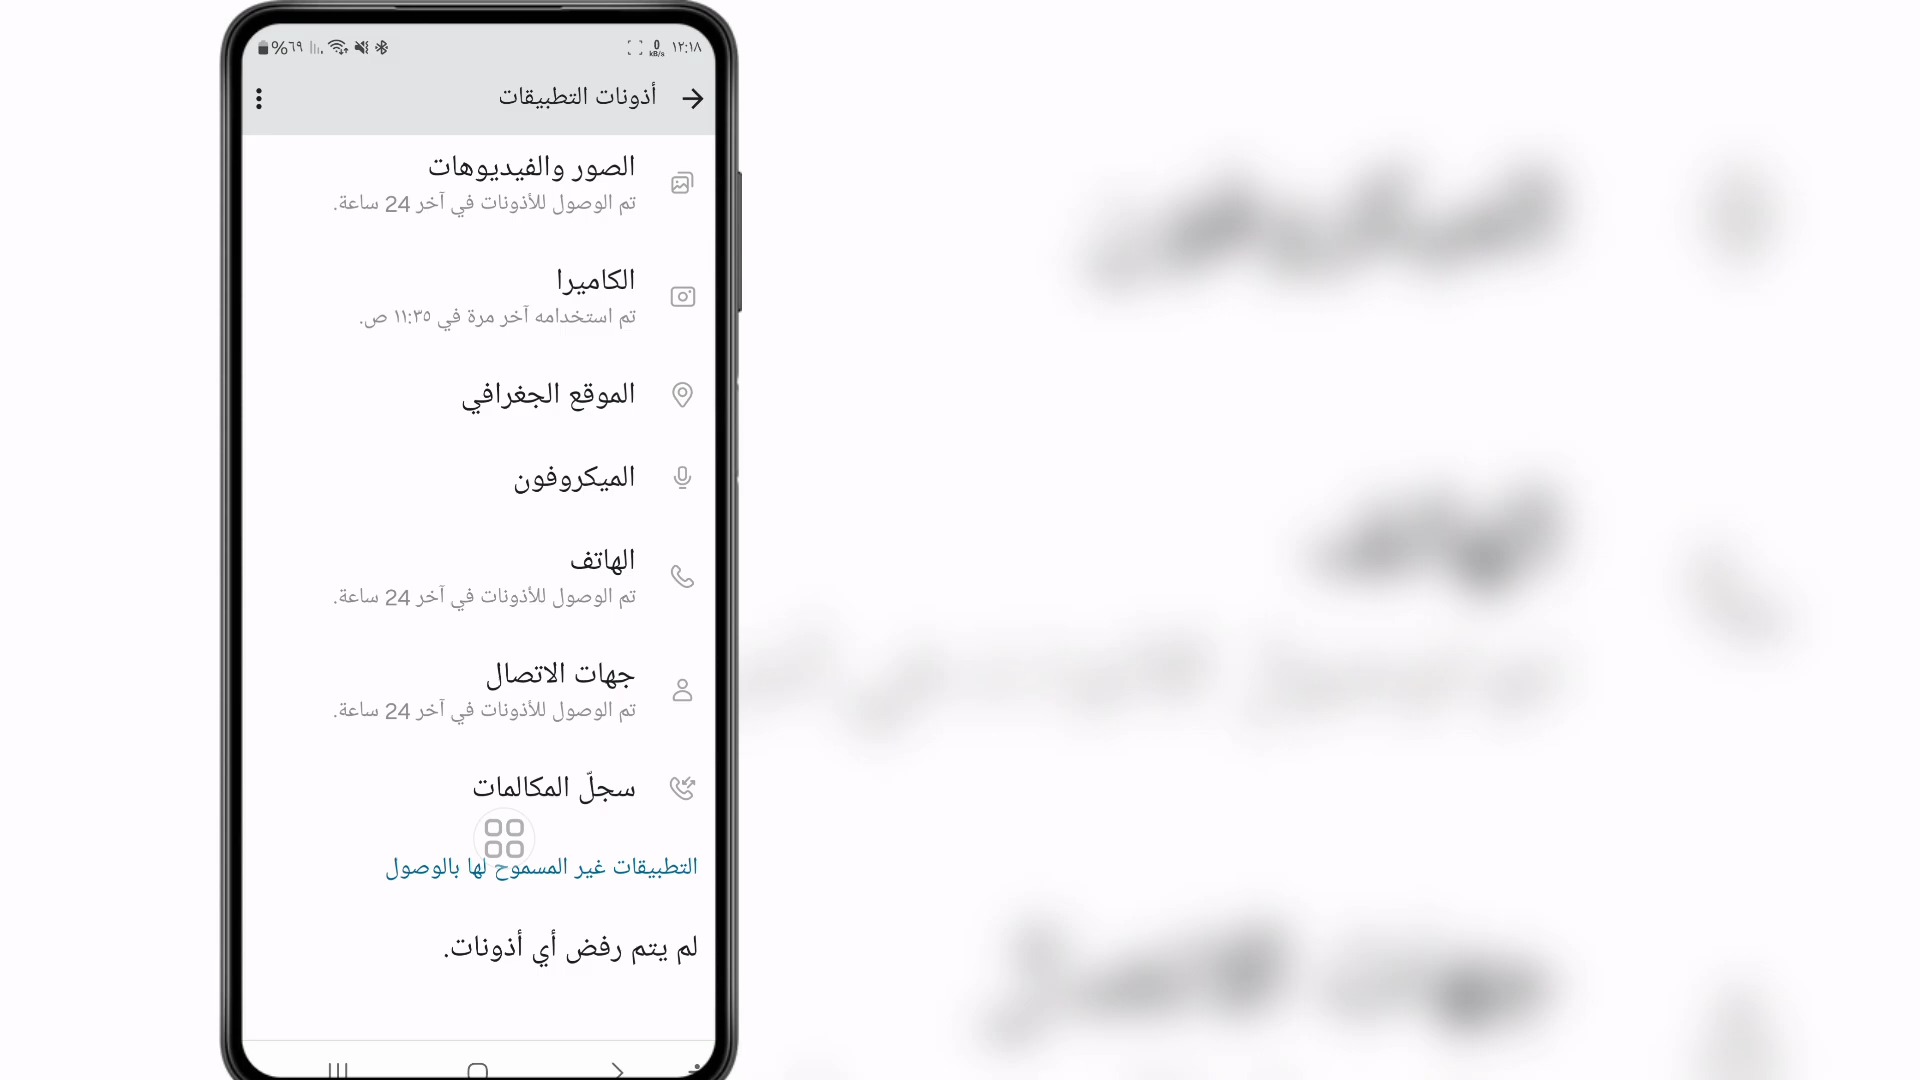 ١٢:١٨ 0 kB/s %٦٩
أذونات التطبيقات
الصور والفيديوهات
تم الوصول للأذونات في آخر 24 ساعة.
الكاميرا
تم استخدامه آخر مرة في ١١:٣٥ ص.
الموقع الجغرافي
الميكروفون
الهاتف
تم الوصول للأذونات في آخر 24 ساعة.
جهات الاتصال
تم الوصول للأذونات في آخر 24 ساعة.
سجلّ المكالمات
التطبيقات غير المسموح لها بالوصول
لم يتم رفض أي أذونات.